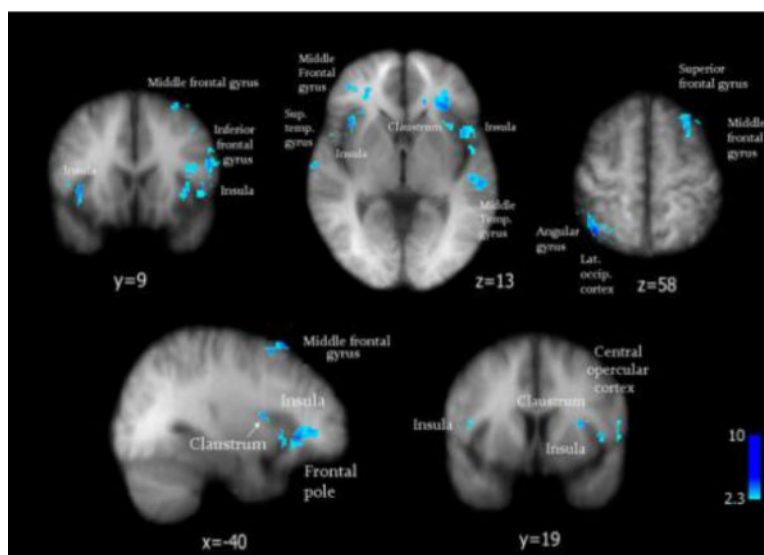 Middle frontal gyrus
Inferior
frontal
gyrus
Insula
Insula
y=9
Middle
Frontal
gyrus
Sup.
temp.
gyrus
Insula
Claustrum
Insula
Middle
Temp.
gyrus
z=13
Superior
frontal gyrus
Middle
frontal
gyrus
Angular
gyrus
Lat.
occip.
cortex
z=58
Middle frontal
gyrus
Insula
Claustrum
Frontal
pole
x=-40
Central
opercular
cortex
Claustrum
Insula
Insula
y=19
10
2.3